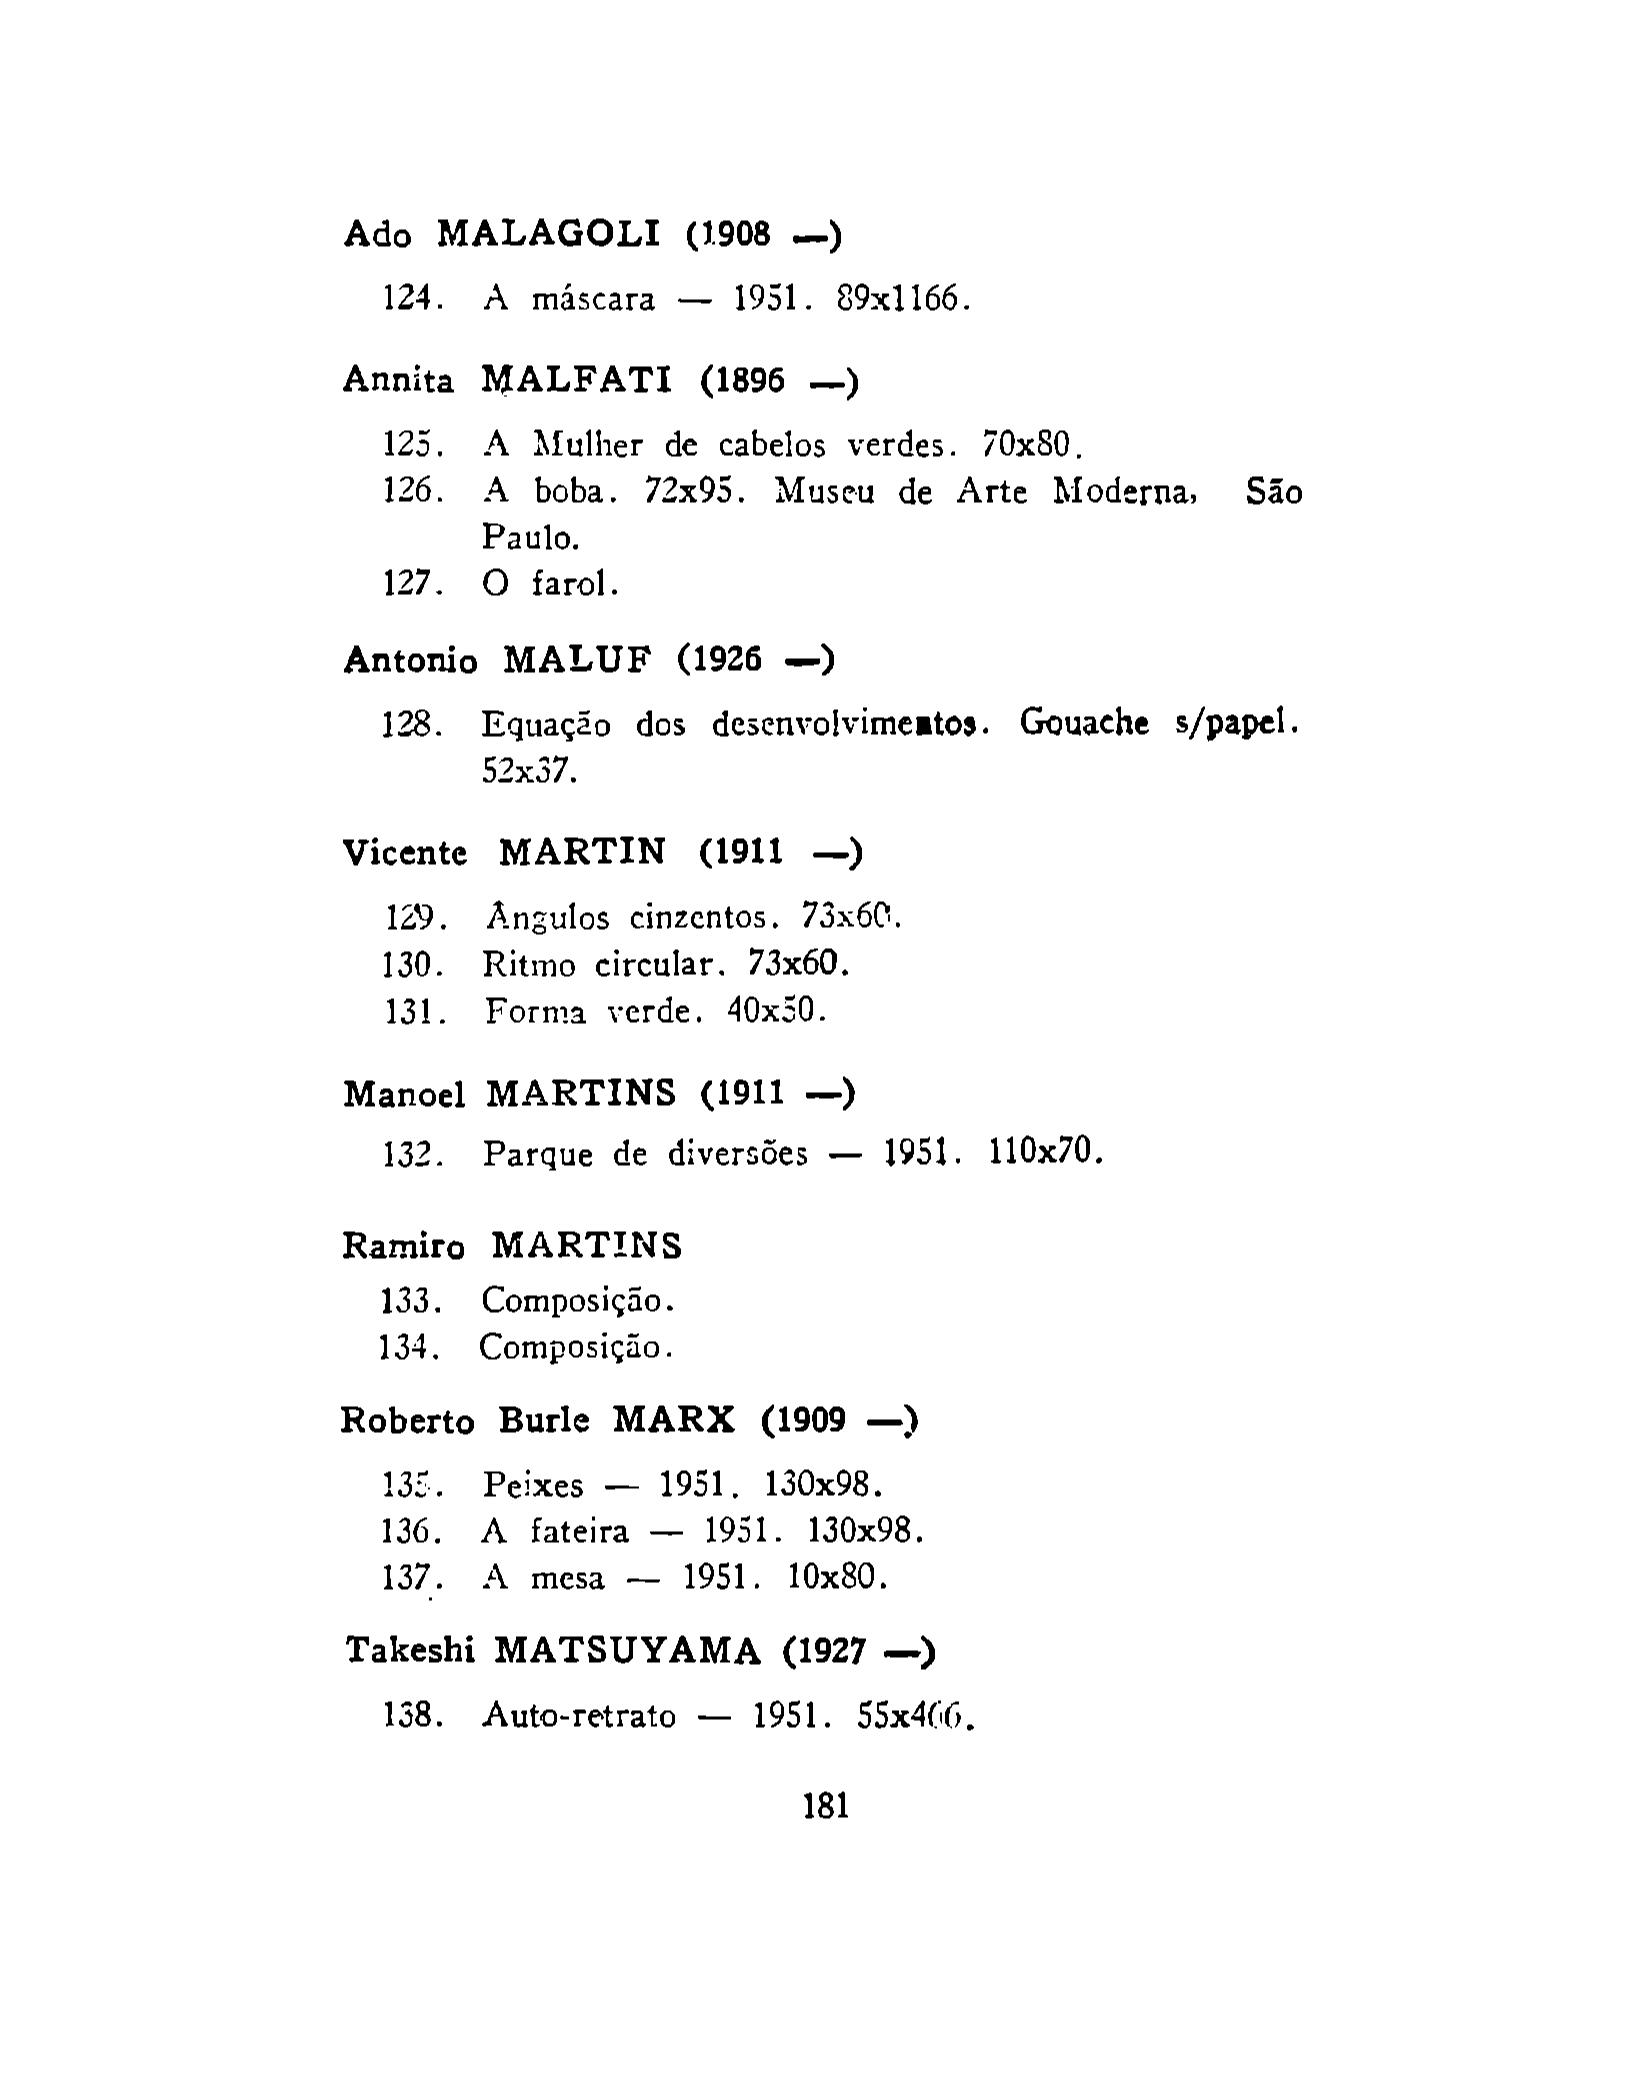 Ado MALAGOLI (1908 —)
124. A máscara — 1951. 89x1166.
Annita MALFATI (1896 —)
125. A Mulher de cabelos verdes. 70x80.
126. A boba. 72x95. Museu de Arte Moderna, São
Paulo.
127. O farol.
Antonio MALUF (1926 —)
128. Equação dos desenvolvimentos. Gouache s/papel.
52x37.
Vicente MARTIN (1911 —)
129. Ângulos cinzentos. 73x60.
130. Ritmo circular. 73x60.
131. Forma verde. 40x50.
Manoel MARTINS (1911 —)
132. Parque de diversões — 1951. 110x70.
Ramiro MARTINS
133. Composição.
134. Composição.
Roberto Burle MARX (1909 —)
135. Peixes — 1951. 130x98.
136. A fateira — 1951. 130x98.
137. A mesa — 1951. 10x80.
Takeshi MATSUYAMA (1927 —)
138. Auto-retrato — 1951. 55x466.
181